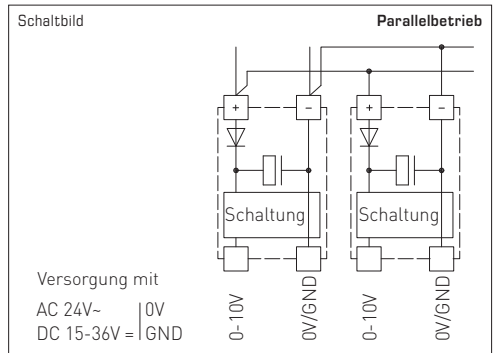 Schaltbild
Parallelbetrieb
+ − + −
Schaltung Schaltung
Versorgung mit
AC 24V~ 0V
DC 15-36V = GND
0-10V
0V/GND
0-10V
0V/GND